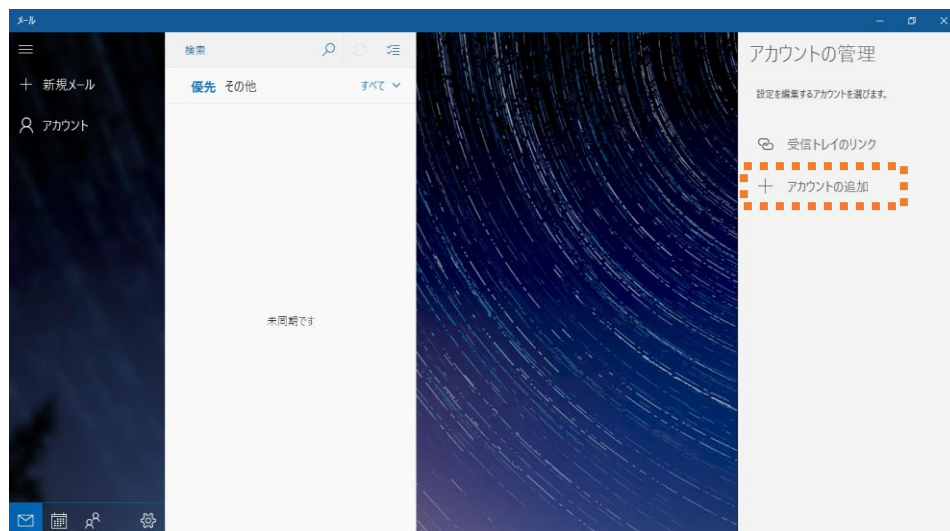 メール
新規メール
アカウント
検索
優先 その他
すべて
未同期です
アカウントの管理
設定を編集するアカウントを選びます。
受信トレイのリンク
アカウントの追加